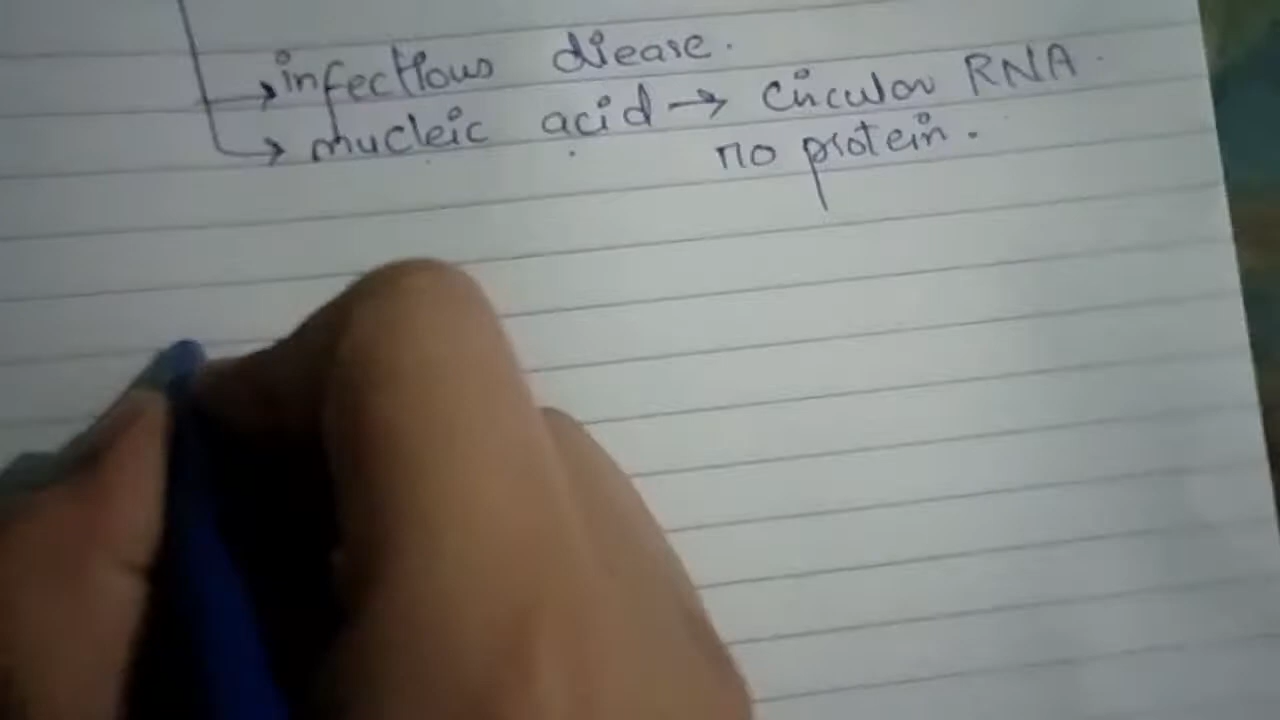 → infectious diease.
→ nucleic acid → circular RNA.
no protein.